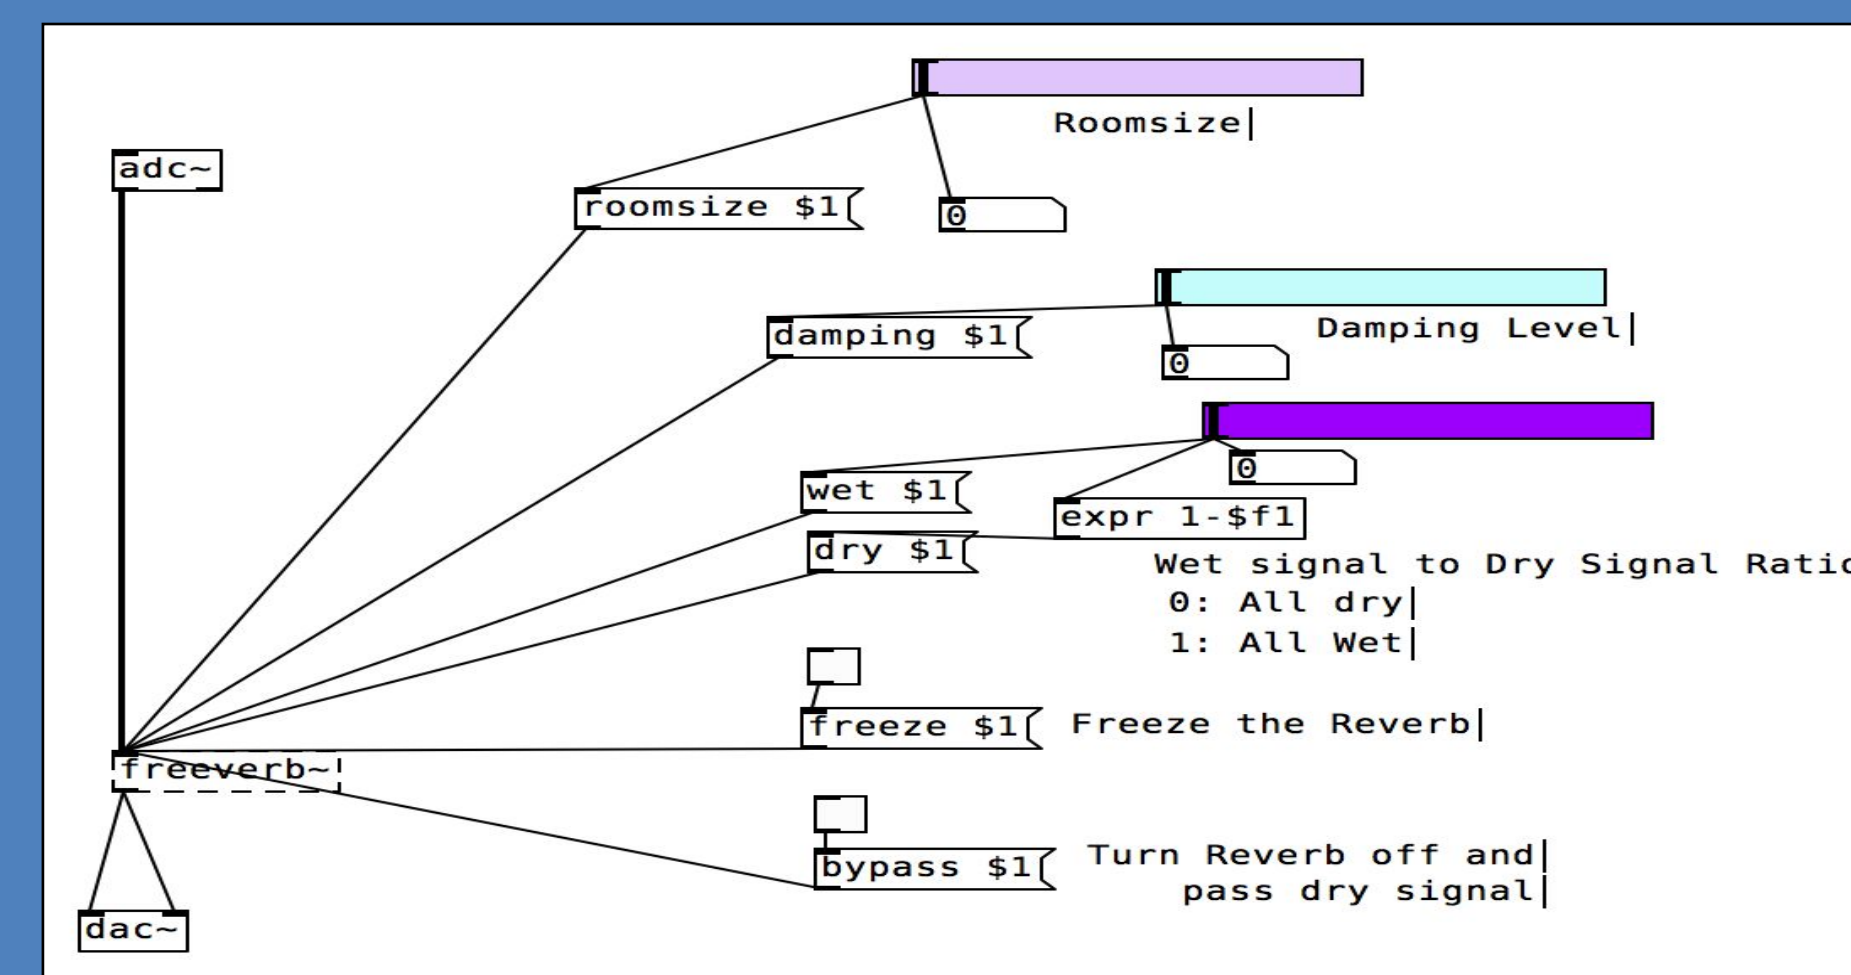 Roomsize
adc~
roomsize $1
0
Damping Level
damping $1
0
0
wet $1
expr 1-$f1
dry $1
Wet signal to Dry Signal Ratio
0: All dry
1: All Wet
freeze $1
Freeze the Reverb
freeverb~
Turn Reverb off and
bypass $1
pass dry signal
dac~